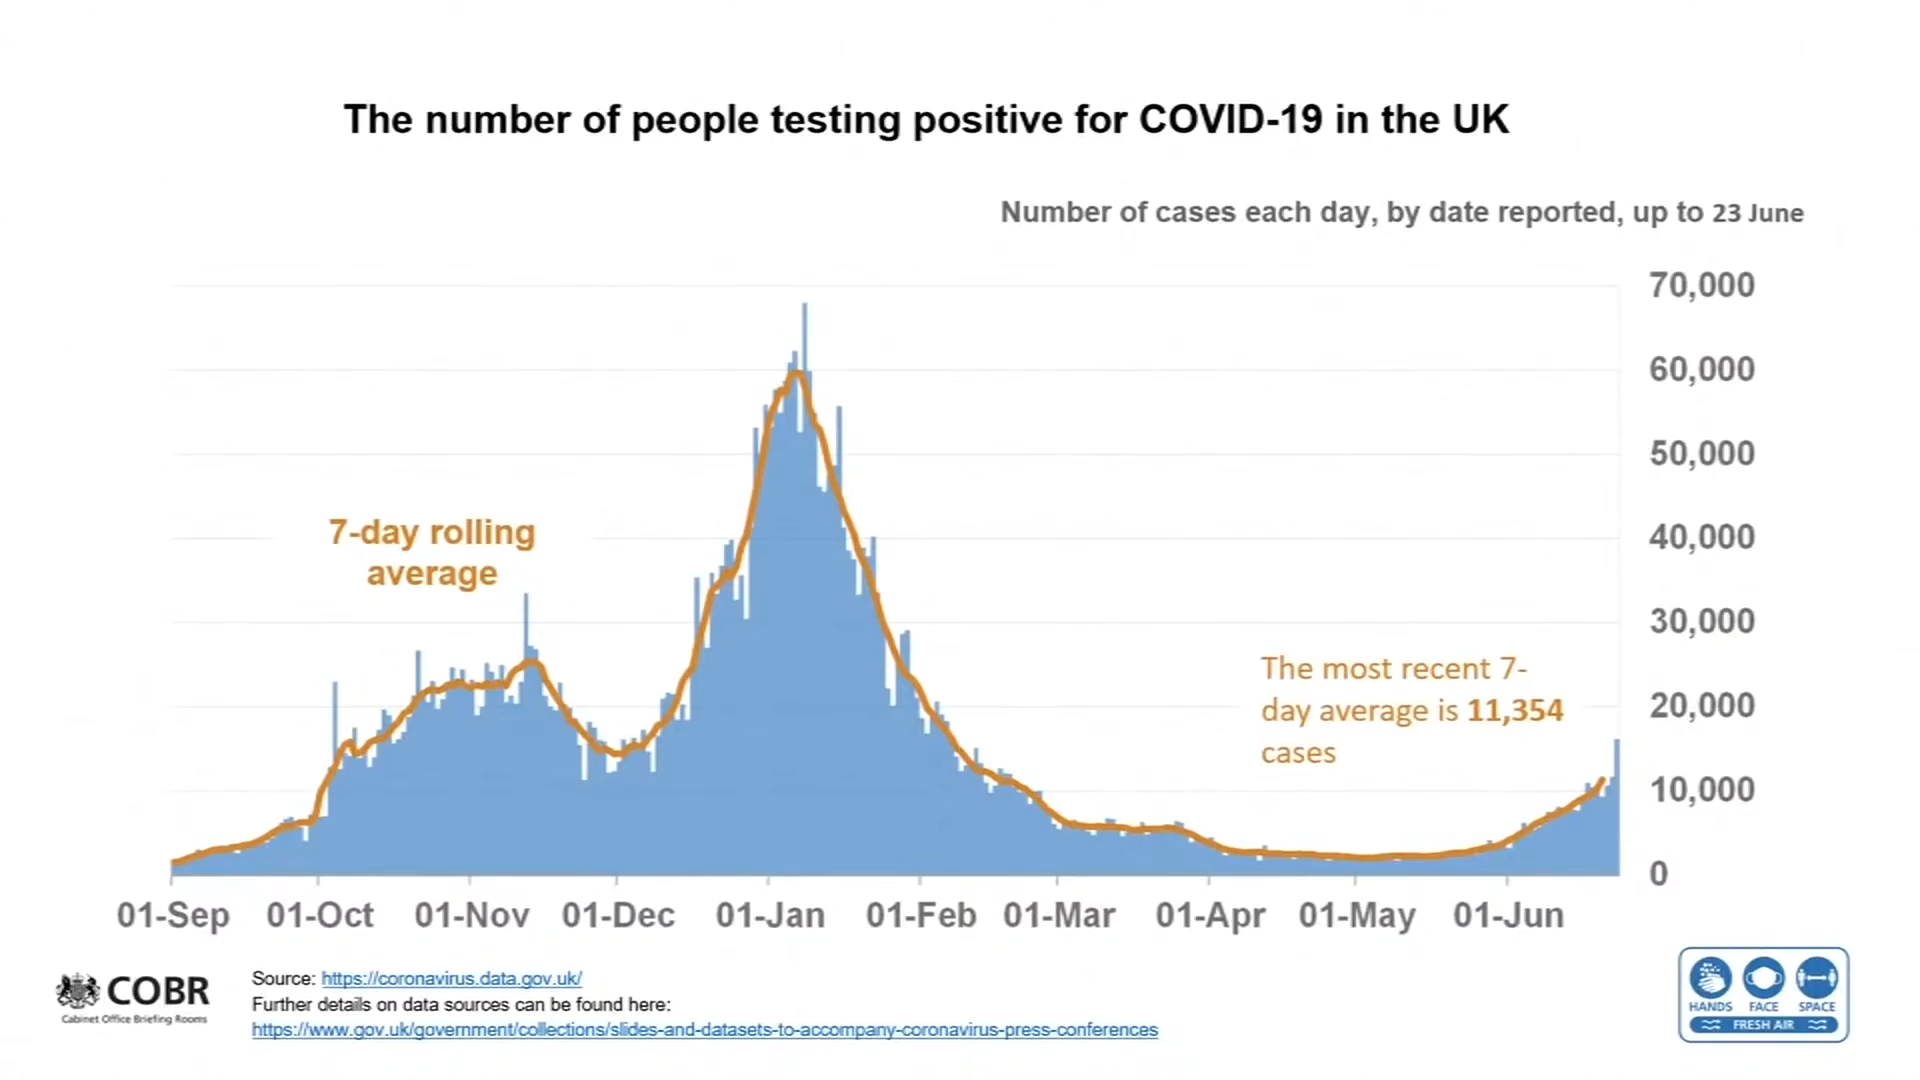 The number of people testing positive for COVID-19 in the UK
Number of cases each day, by date reported, up to 23 June
70,000
60,000
50,000
40,000
30,000
20,000
10,000
0
7-day rolling
average
The most recent 7-
day average is 11,354
cases
01-Sep 01-Oct 01-Nov 01-Dec 01-Jan 01-Feb 01-Mar 01-Apr 01-May 01-Jun
COBR
Cabinet Office Briefing Rooms
Source: https://coronavirus.data.gov.uk/
Further details on data sources can be found here:
https://www.gov.uk/government/collections/slides-and-datasets-to-accompany-coronavirus-press-conferences
HANDS FACE SPACE
FRESH AIR